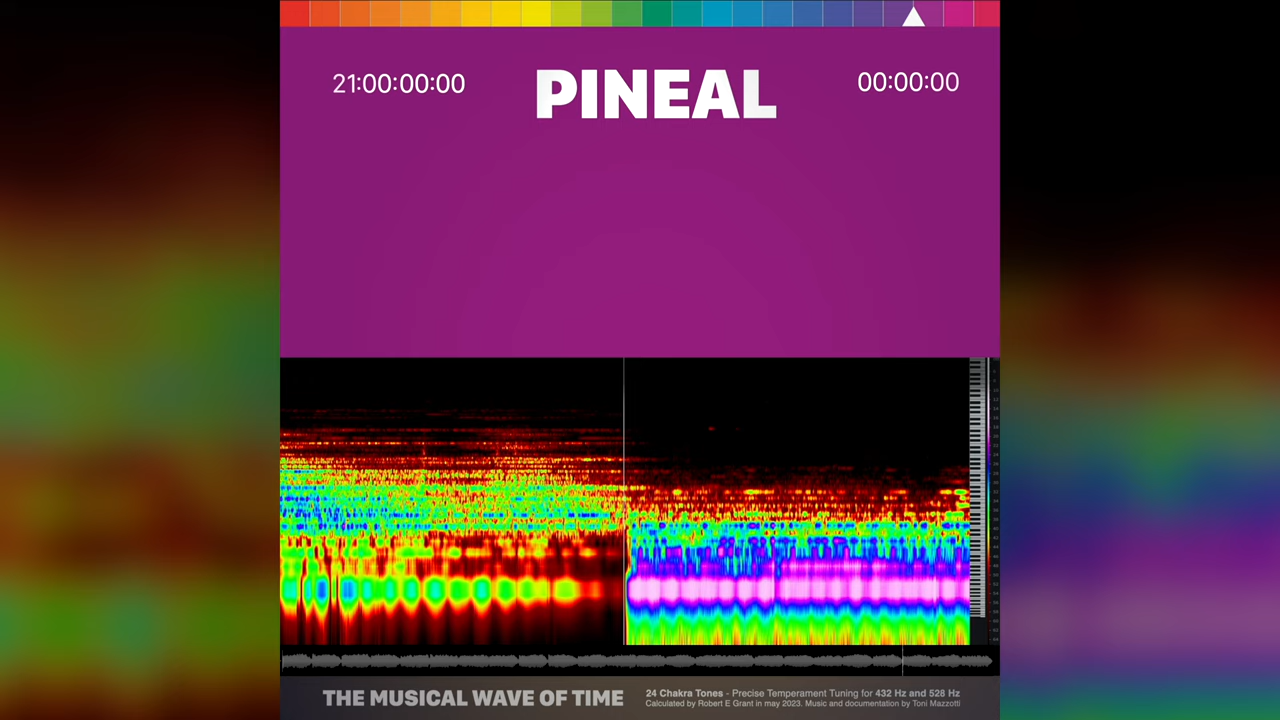 21:00:00:00
PINEAL
00:00:00
THE MUSICAL WAVE OF TIME
24 Chakra Tones - Precise Temperament Tuning for 432 Hz and 528 Hz
Calculated by Robert E Grant in may 2023. Music and documentation by Toni Mazzotti